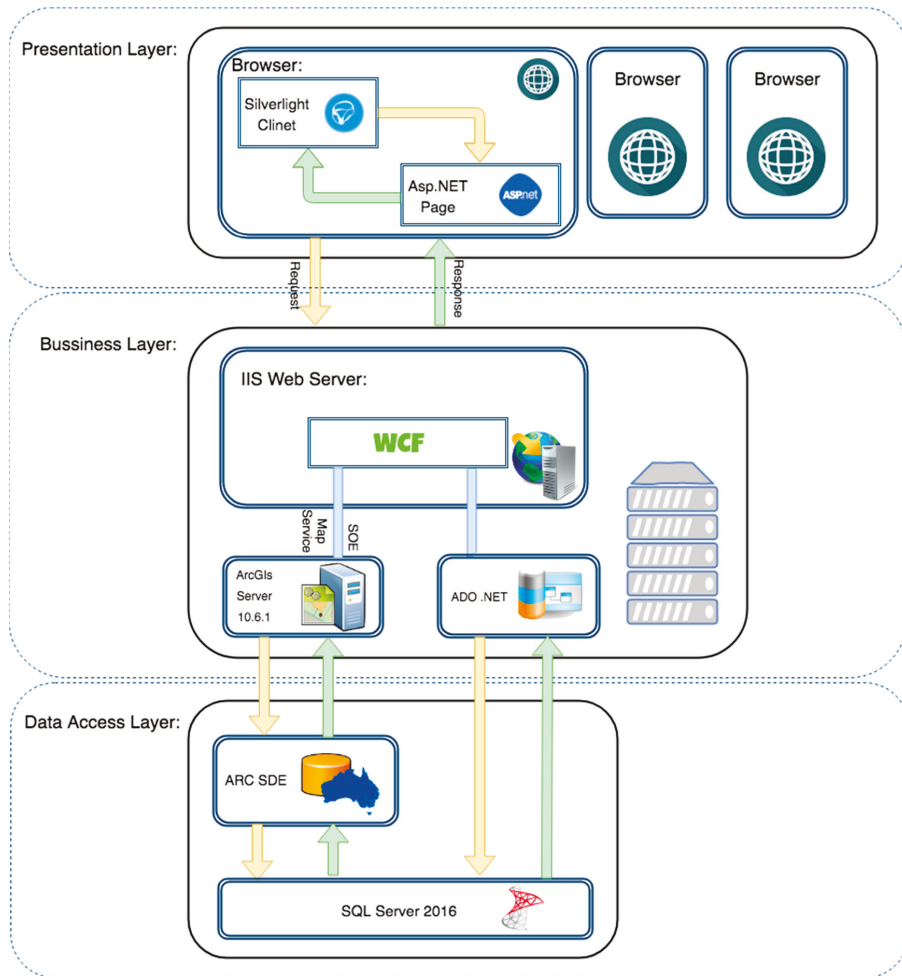 Presentation Layer:
Browser:
Silverlight
Clinet
Asp.NET
Page
ASP.net
Browser
Browser
Request
Response
Bussiness Layer:
IIS Web Server:
WCF
Map
Service
SOE
ArcGIs
Server
10.6.1
ADO .NET
Data Access Layer:
ARC SDE
SQL Server 2016